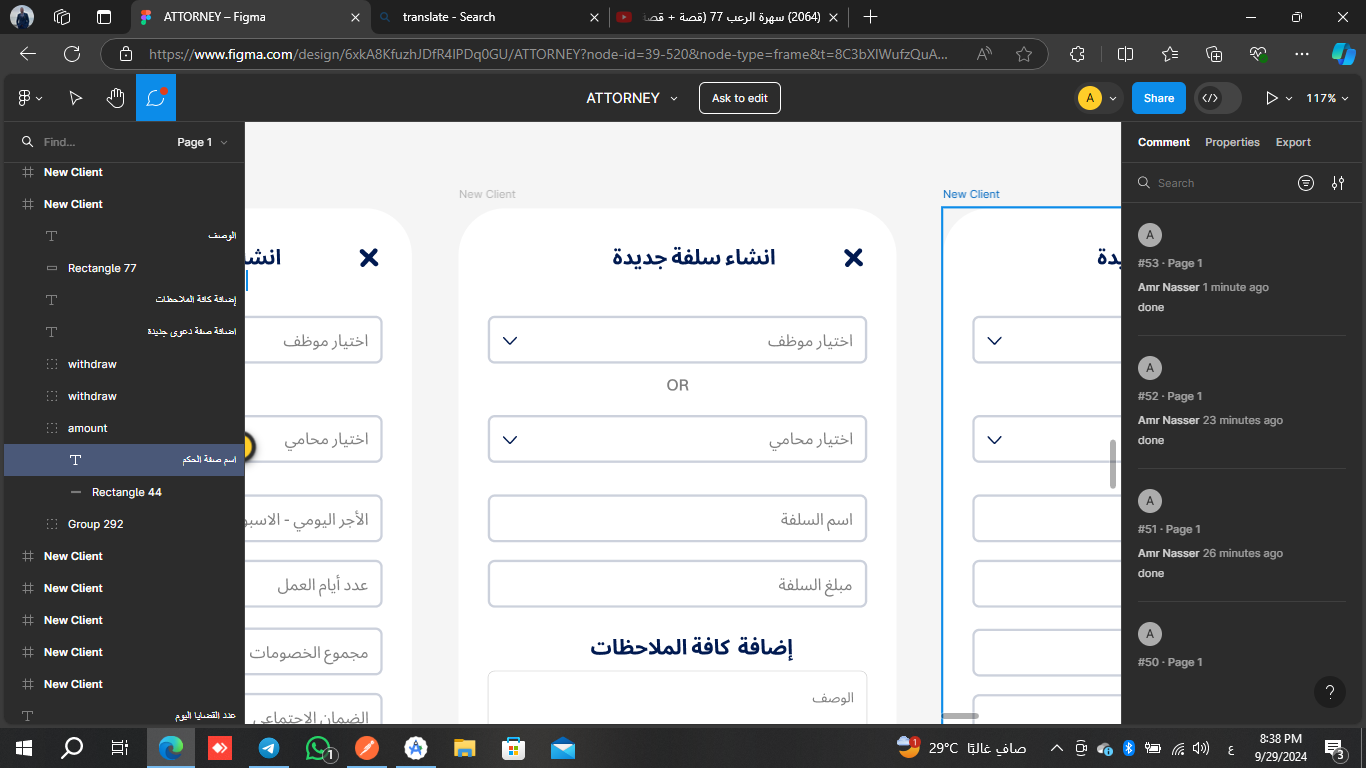 ATTORNEY – Figma
translate - Search
(2064) سهرة الرعب 77 (قصة + قصا
https://www.figma.com/design/6xkA8KfuzhJDfR4lPDq0GU/ATTORNEY?node-id=39-520&node-type=frame&t=8C3bXlWufzQuA...
ATTORNEY
Ask to edit
A
Share
117%
Find...
Page 1
New Client
New Client
الوصف
Rectangle 77
إضافة كافة الملاحظات
اضافة صفة دعوى جديدة
withdraw
withdraw
amount
اسم صفة الحكم
Rectangle 44
Group 292
New Client
New Client
New Client
New Client
New Client
عدد القضايا اليوم
انشا
اختيار موظف
اختيار محامي
الأجر اليومي - الاسبو
عدد أيام العمل
مجموع الخصومات
الضمان الاجتماعي
New Client
انشاء سلفة جديدة
اختيار موظف
OR
اختيار محامي
اسم السلفة
مبلغ السلفة
إضافة كافة الملاحظات
الوصف
New Client
يدة
Comment
Properties
Export
Search
A
#53 · Page 1
Amr Nasser 1 minute ago
done
A
#52 · Page 1
Amr Nasser 23 minutes ago
done
A
#51 · Page 1
Amr Nasser 26 minutes ago
done
A
#50 · Page 1
?
1
1
29°C صافٍ غالبًا
ع
8:38 PM
9/29/2024
3